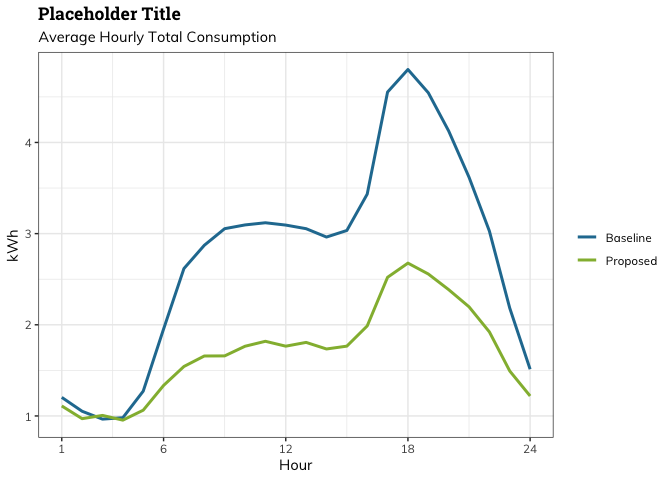 Placeholder Title
Average Hourly Total Consumption
kWh
4
3
2
1
1 6 12 18 24
Hour
Baseline
Proposed